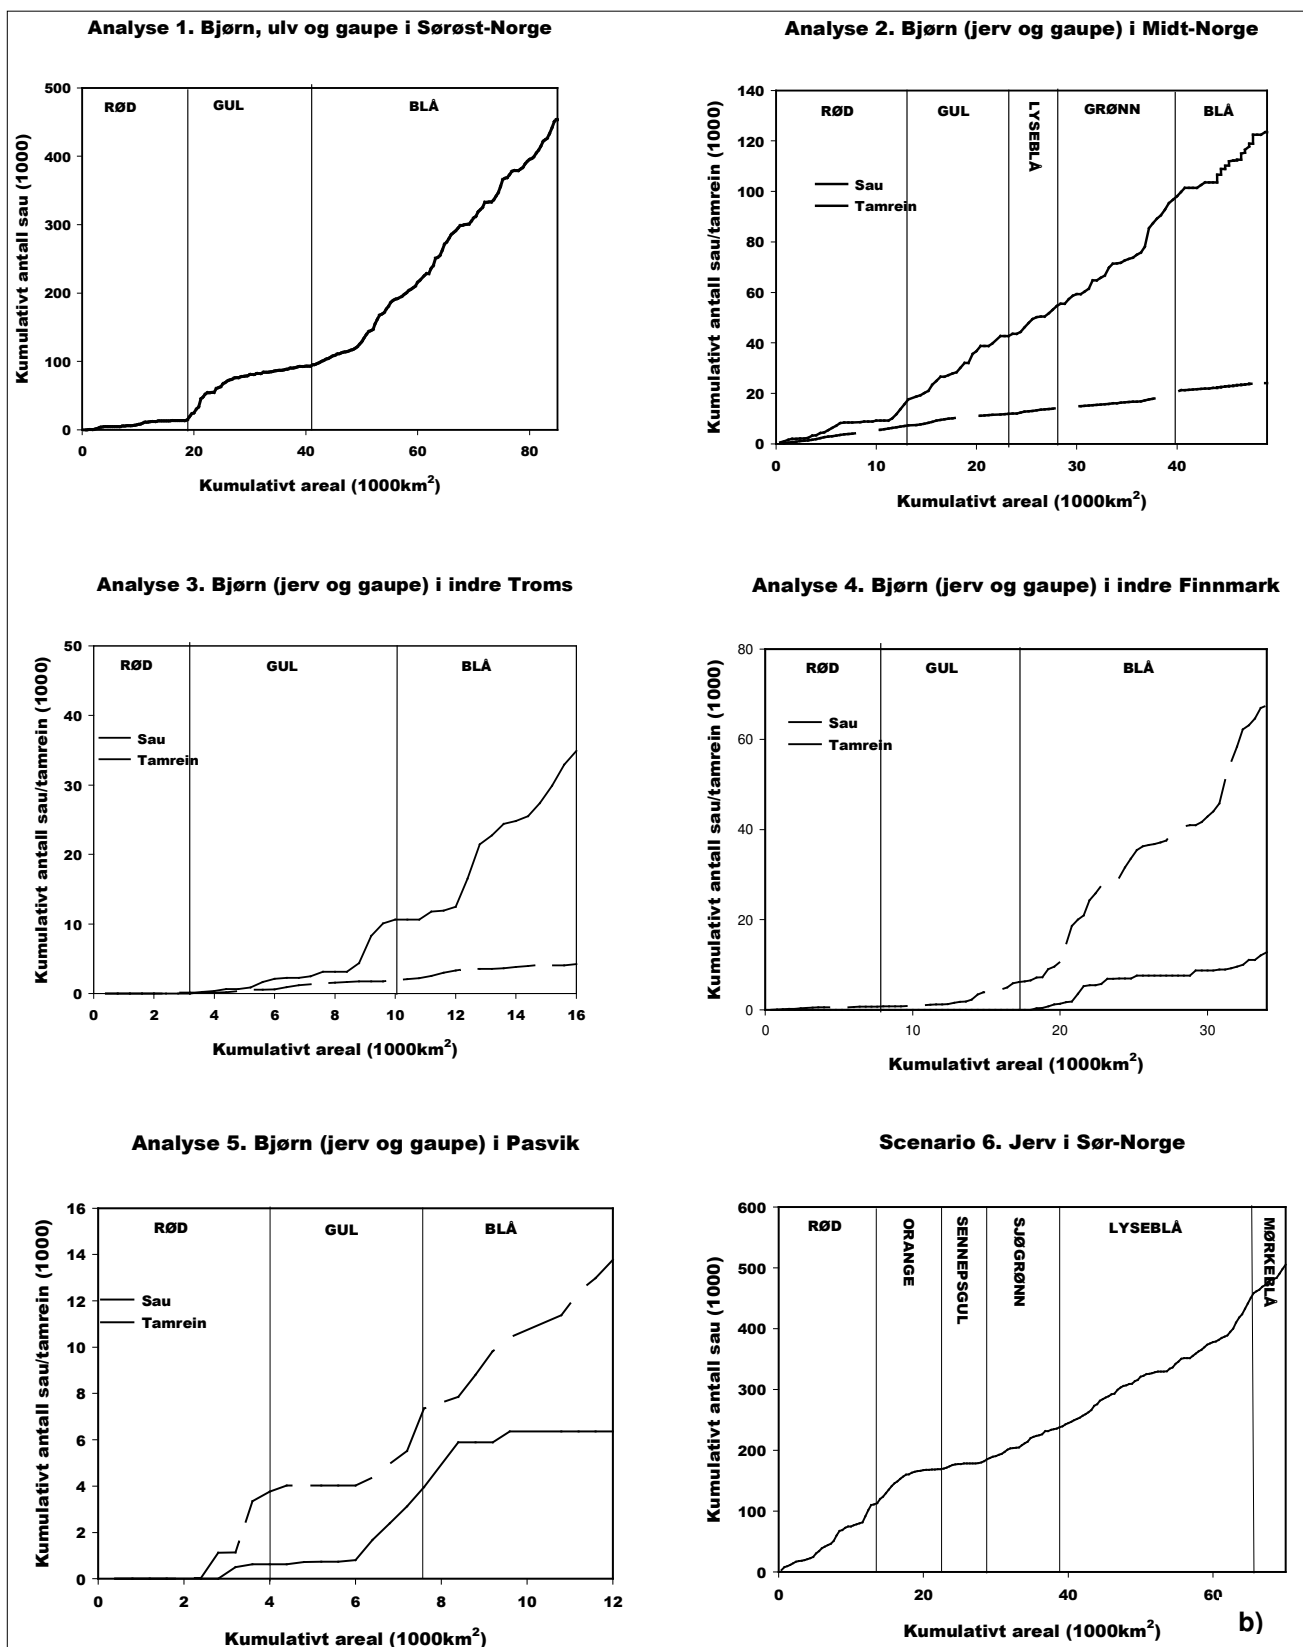 Analyse 1. Bjørn, ulv og gaupe i Sørøst-Norge
Kumulativt antall sau (1000)
500
400
300
200
100
0
RØD
GUL
BLÅ
0
20
40
60
80
Kumulativt areal (1000km²)
Analyse 2. Bjørn (jerv og gaupe) i Midt-Norge
Kumulativt antall sau/tamrein (1000)
140
120
100
80
60
40
20
0
RØD
GUL
LYSEBLÅ
GRØNN
BLÅ
Sau
Tamrein
0
10
20
30
40
Kumulativt areal (1000km²)
Analyse 3. Bjørn (jerv og gaupe) i indre Troms
Kumulativt antall sau/tamrein (1000)
50
40
30
20
10
0
RØD
GUL
BLÅ
Sau
Tamrein
0
2
4
6
8
10
12
14
16
Kumulativt areal (1000km²)
Analyse 4. Bjørn (jerv og gaupe) i indre Finnmark
Kumulativt antall sau/tamrein (1000)
80
60
40
20
0
RØD
GUL
BLÅ
Sau
Tamrein
0
10
20
30
Kumulativt areal (1000km²)
Analyse 5. Bjørn (jerv og gaupe) i Pasvik
Kumulativt antall sau/tamrein (1000)
16
14
12
10
8
6
4
2
0
RØD
GUL
BLÅ
Sau
Tamrein
0
2
4
6
8
10
12
Kumulativt areal (1000km²)
Scenario 6. Jerv i Sør-Norge
Kumulativt antall sau (1000)
600
500
400
300
200
100
0
RØD
ORANGE
SENNEPSGUL
SJØGRØNN
LYSEBLÅ
MØRKEBLÅ
0
20
40
60
Kumulativt areal (1000km²)
b)